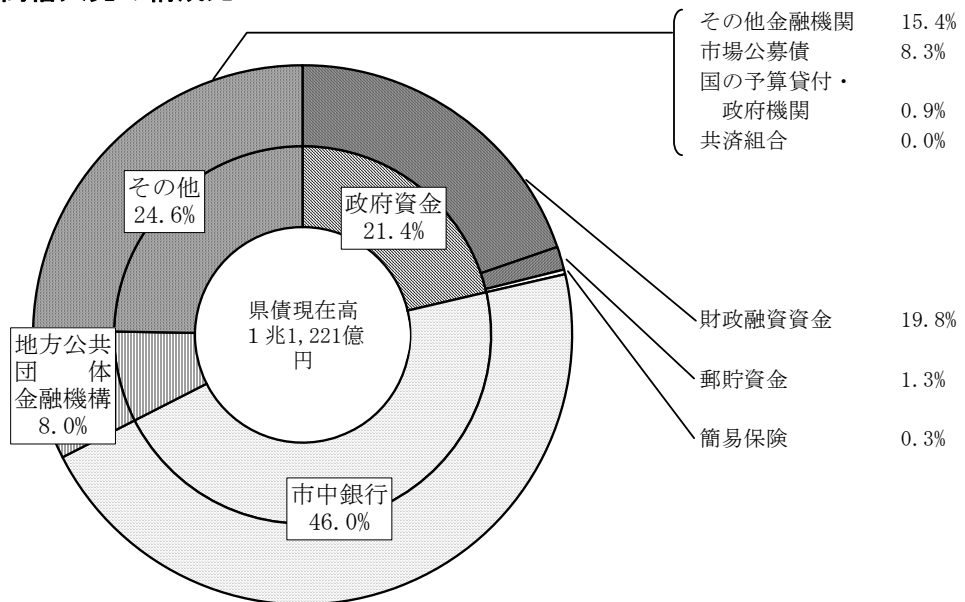 その他金融機関 15.4%
市場公募債 8.3%
国の予算貸付・
政府機関 0.9%
共済組合 0.0%
その他
24.6%
政府資金
21.4%
県債現在高
1兆1,221億
円
財政融資資金 19.8%
郵貯資金 1.3%
簡易保険 0.3%
地方公共
団体
金融機構
8.0%
市中銀行
46.0%